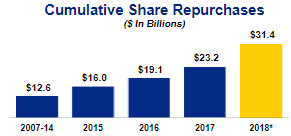 Cumulative Share Repurchases
($ In Billions)
$31.4
$23.2
$19.1
$16.0
$12.6
2007-14 2015 2016 2017 2018*